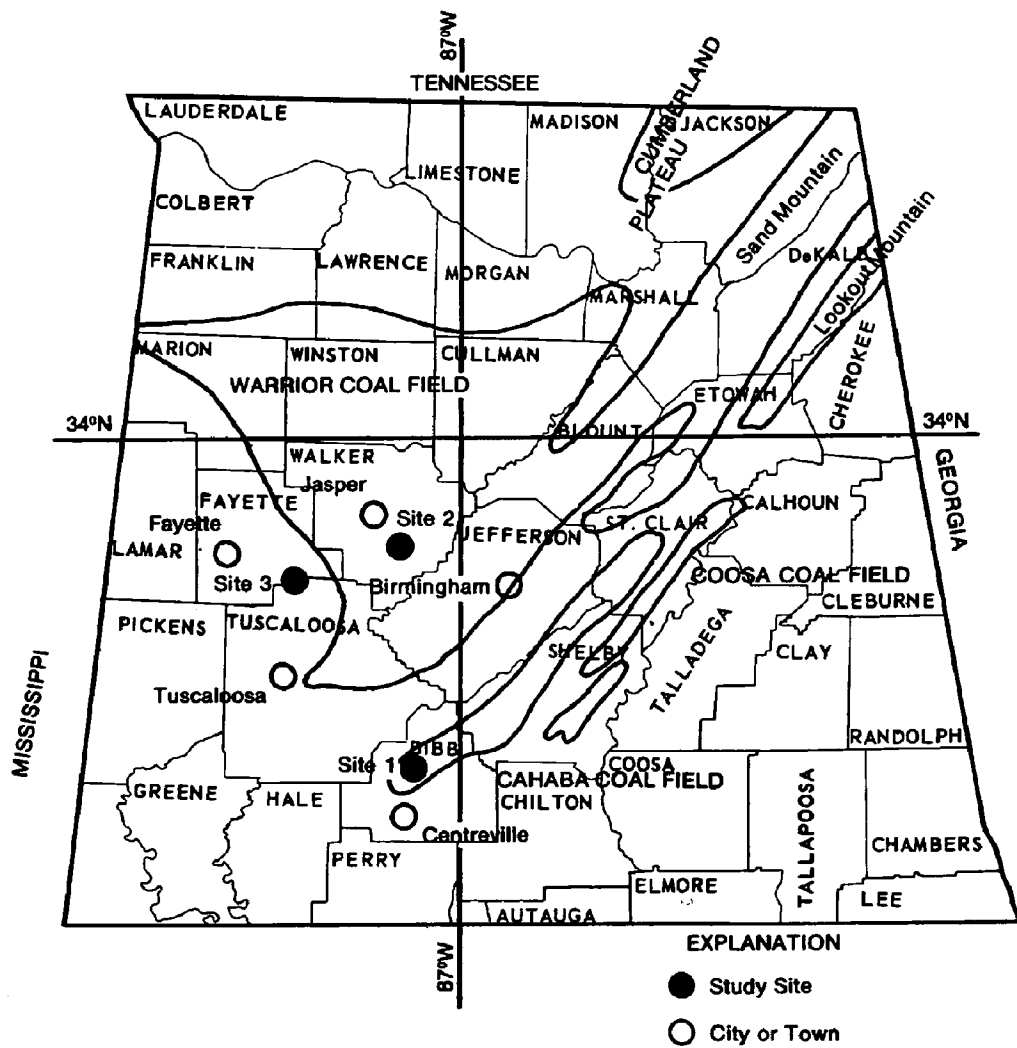 87°W
TENNESSEE
LAUDERDALE
MADISON
CUMBERLAND
PLATEAU
JACKSON
LIMESTONE
COLBERT
Sand Mountain
FRANKLIN
LAWRENCE
MORGAN
DeKALB
Lookout Mountain
MARSHALL
MARION
WINSTON
CULLMAN
CHEROKEE
WARRIOR COAL FIELD
ETOWAH
34°N
BLOUNT
34°N
WALKER
Jasper
GEORGIA
FAYETTE
CALHOUN
Fayette
Site 2
JEFFERSON
ST. CLAIR
LAMAR
COOSA COAL FIELD
Site 3
Birmingham
CLEBURNE
PICKENS
TUSCALOOSA
SHELBY
TALLADEGA
CLAY
Tuscaloosa
MISSISSIPPI
RANDOLPH
BIBB
Site 1
COOSA
CAHABA COAL FIELD
GREENE
HALE
CHILTON
TALLAPOOSA
Centreville
CHAMBERS
PERRY
ELMORE
LEE
AUTAUGA
87°W
EXPLANATION
Study Site
City or Town